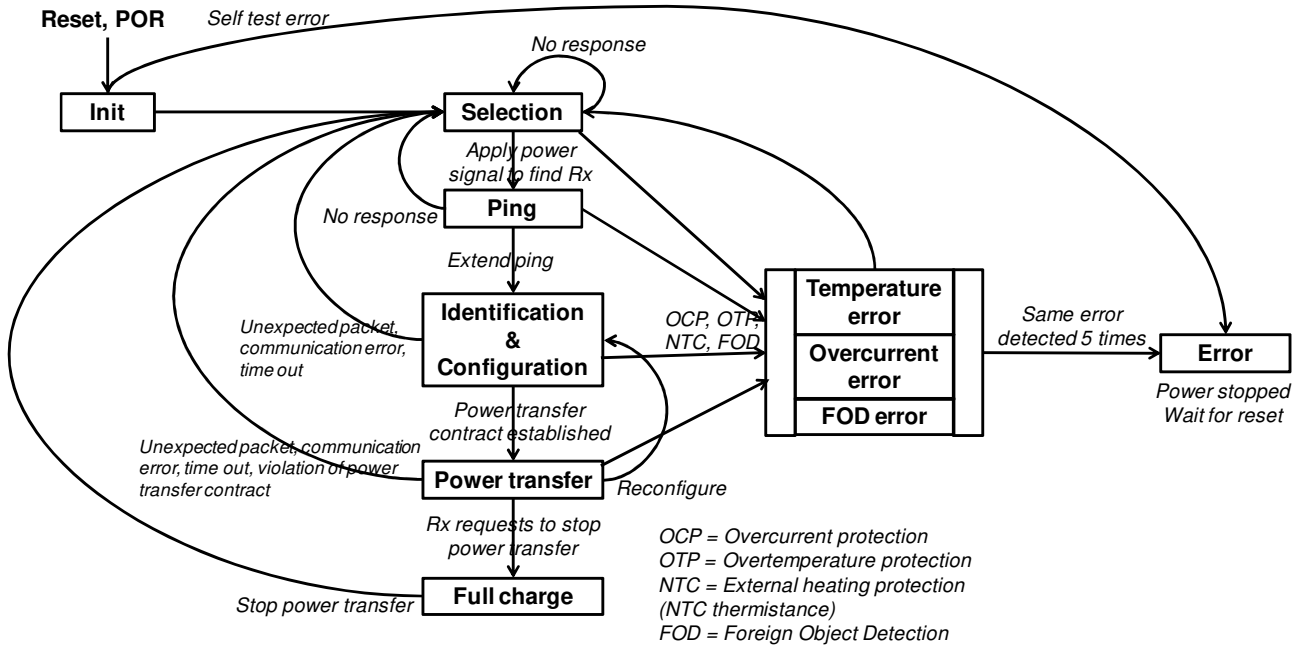 Reset, POR
Self test error
No response
Init
Selection
Apply power
signal to find Rx
Ping
No response
Extend ping
Identification
&
Configuration
Unexpected packet,
communication error,
time out
OCP, OTP,
NTC, FOD
Temperature
error
Overcurrent
error
FOD error
Same error
detected 5 times
Error
Power stopped
Wait for reset
Power transfer
contract established
Unexpected packet, communication
error, time out, violation of power
transfer contract
Power transfer
Reconfigure
Rx requests to stop
power transfer
Stop power transfer
Full charge
OCP = Overcurrent protection
OTP = Overtemperature protection
NTC = External heating protection
(NTC thermistance)
FOD = Foreign Object Detection